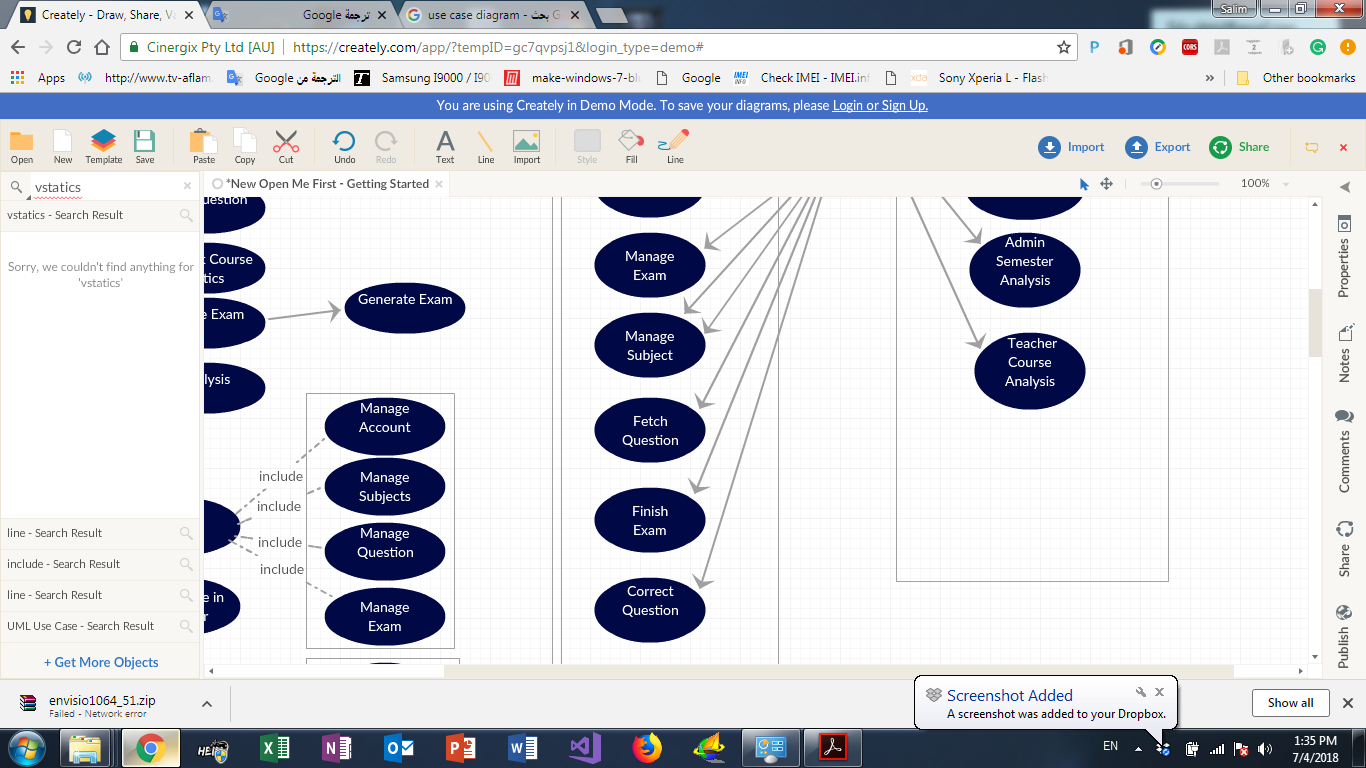 Creately - Draw, Share, Va
ترجمة Google
use case diagram - بحث G
Salim
Cinergix Pty Ltd [AU]
https://creately.com/app/?tempID=gc7qvpsj1&login_type=demo#
Apps
http://www.tv-aflam
الترجمة من Google
Samsung I9000 / I90
make-windows-7-blu
Google
Check IMEI - IMEI.inf
Sony Xperia L - Flash
»
Other bookmarks
You are using Creately in Demo Mode. To save your diagrams, please Login or Sign Up.
Open
New
Template
Save
Paste
Copy
Cut
Undo
Redo
Text
Line
Import
Style
Fill
Line
Import
Export
Share
vstatics
*New Open Me First - Getting Started
100%
vstatics - Search Result
Sorry, we couldn't find anything for
'vstatics'
line - Search Result
include - Search Result
line - Search Result
UML Use Case - Search Result
+ Get More Objects
uestion
t Course
tics
e Exam
lysis
e in
r
Generate Exam
Manage
Account
Manage
Subjects
Manage
Question
Manage
Exam
include
include
include
include
Manage
Exam
Manage
Subject
Fetch
Question
Finish
Exam
Correct
Question
Admin
Semester
Analysis
Teacher
Course
Analysis
Properties
Notes
Comments
Share
Publish
envisio1064_51.zip
Failed - Network error
Screenshot Added
A screenshot was added to your Dropbox.
Show all
EN
1:35 PM
7/4/2018